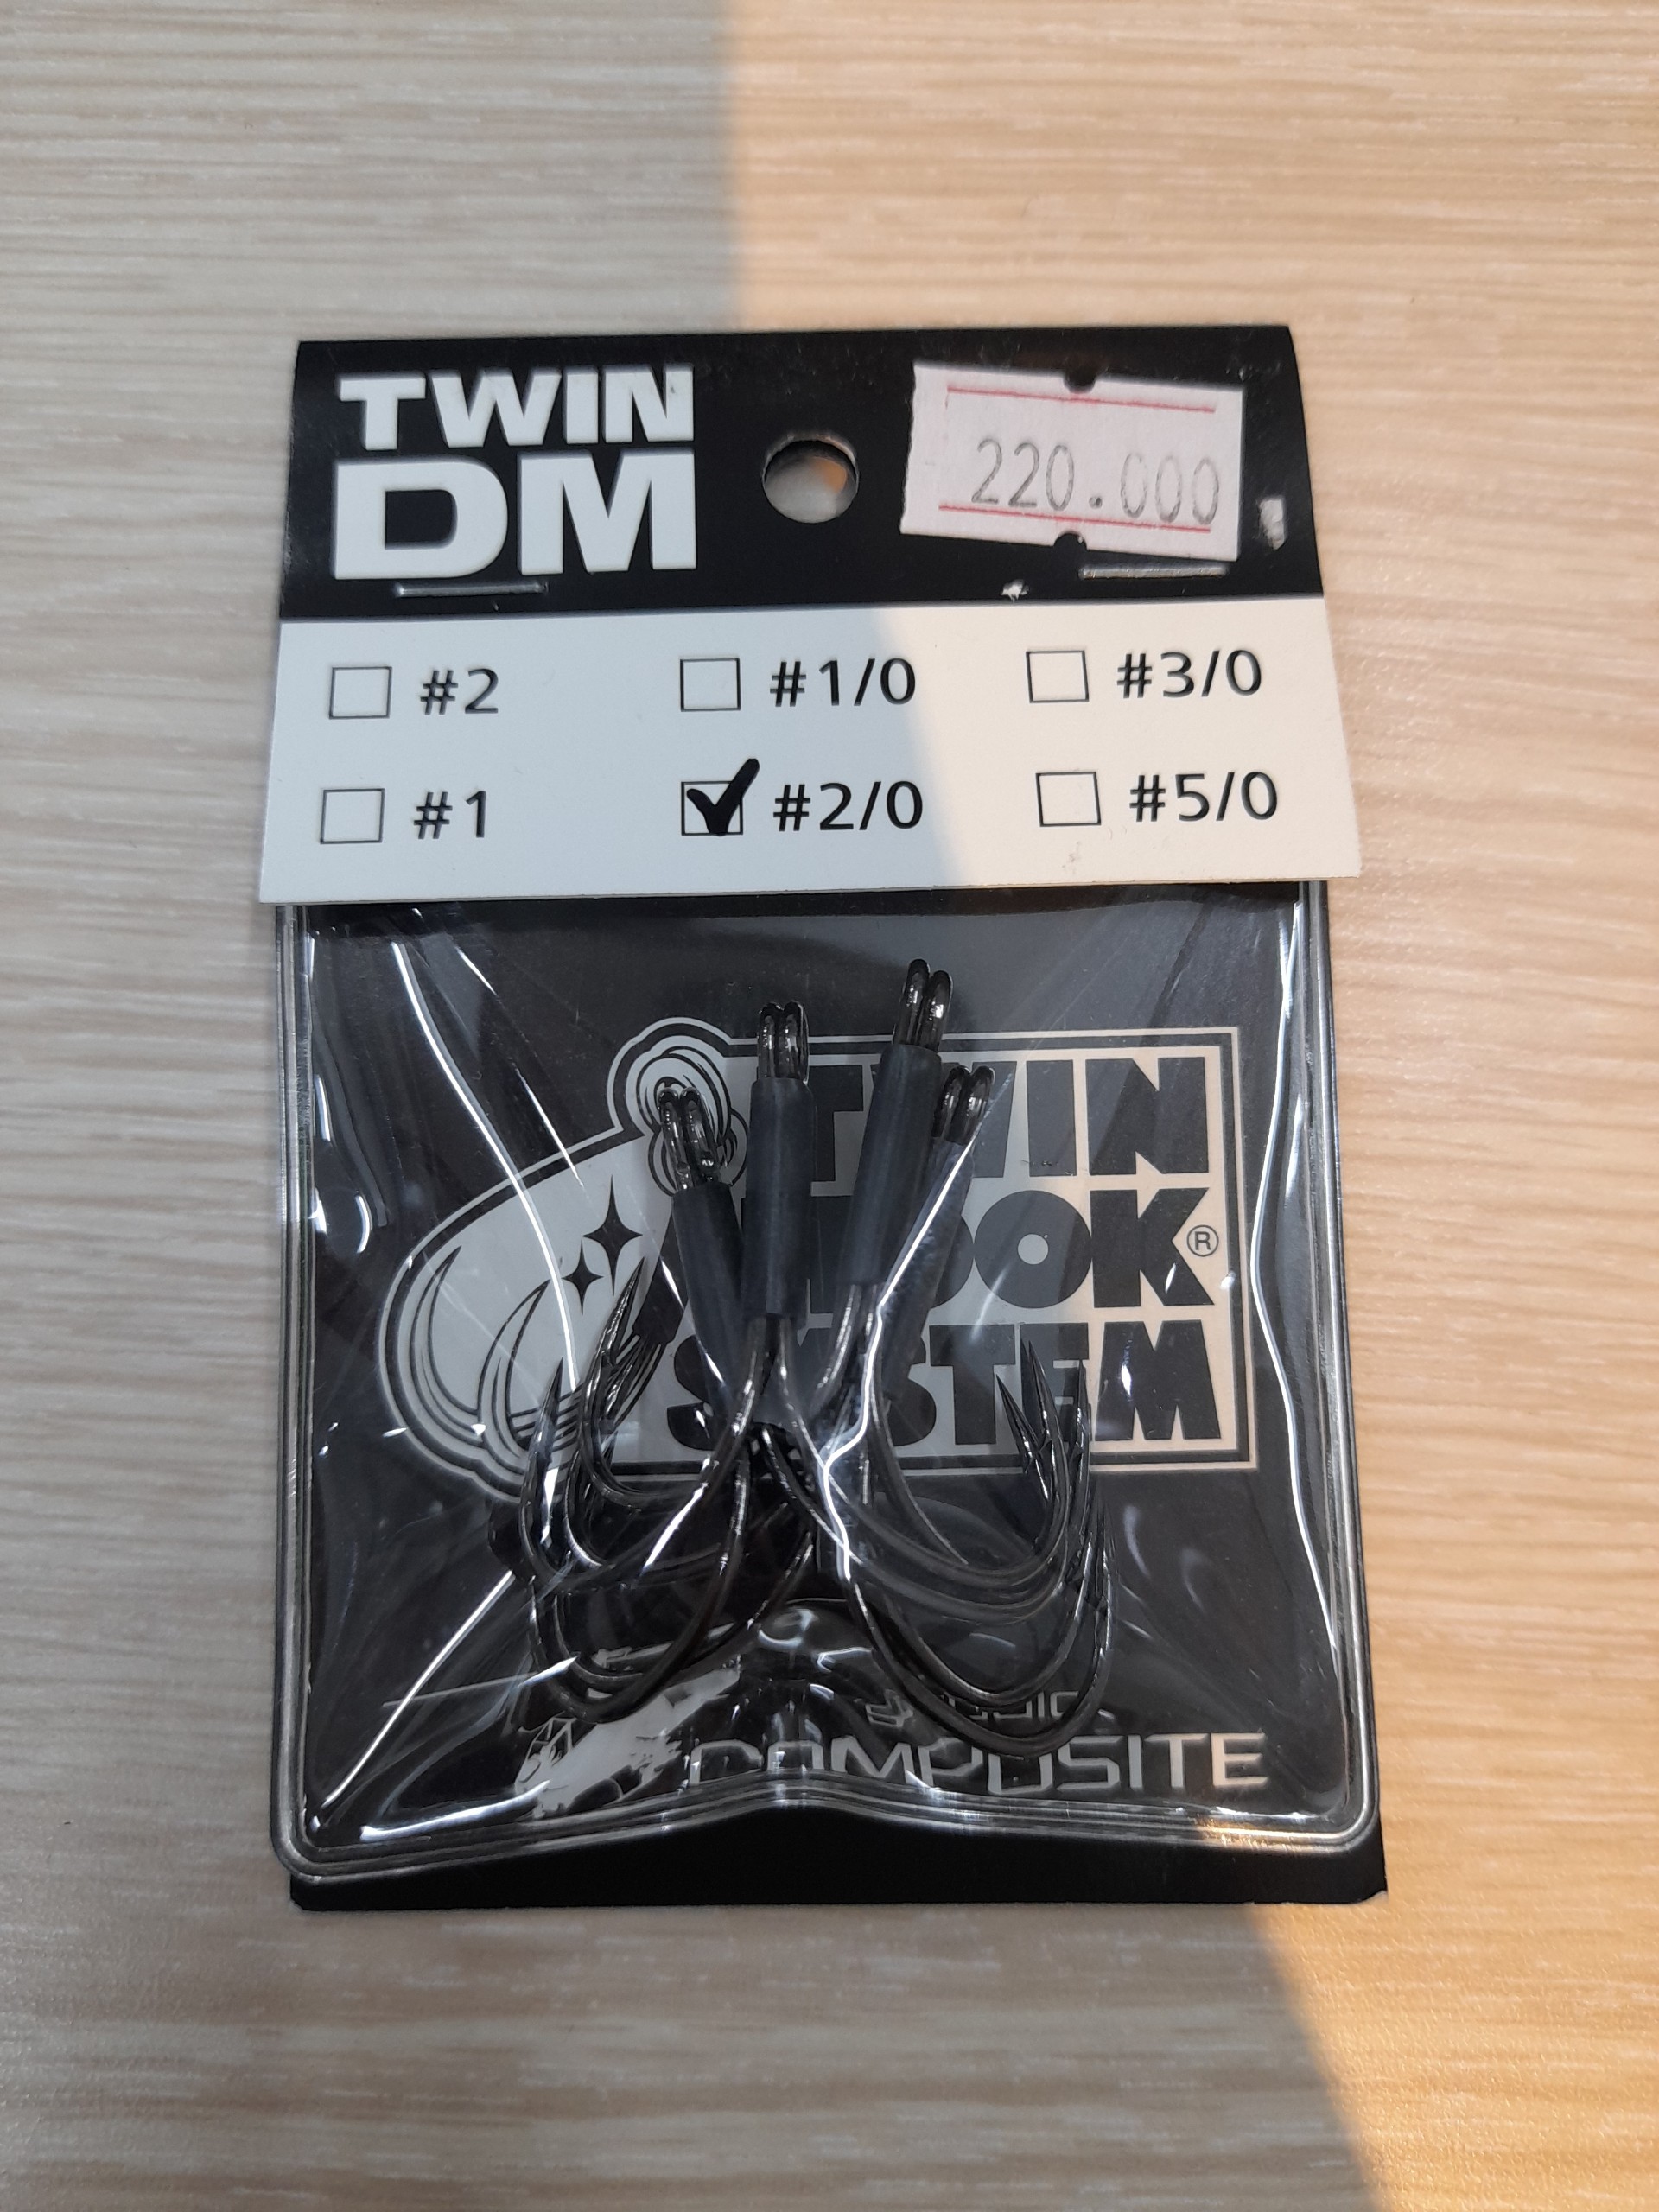 TWIN
DM
220.000
#2
#1/0
#3/0
#1
#2/0
#5/0
TWIN
HOOK®
SYSTEM
COMPOSITE